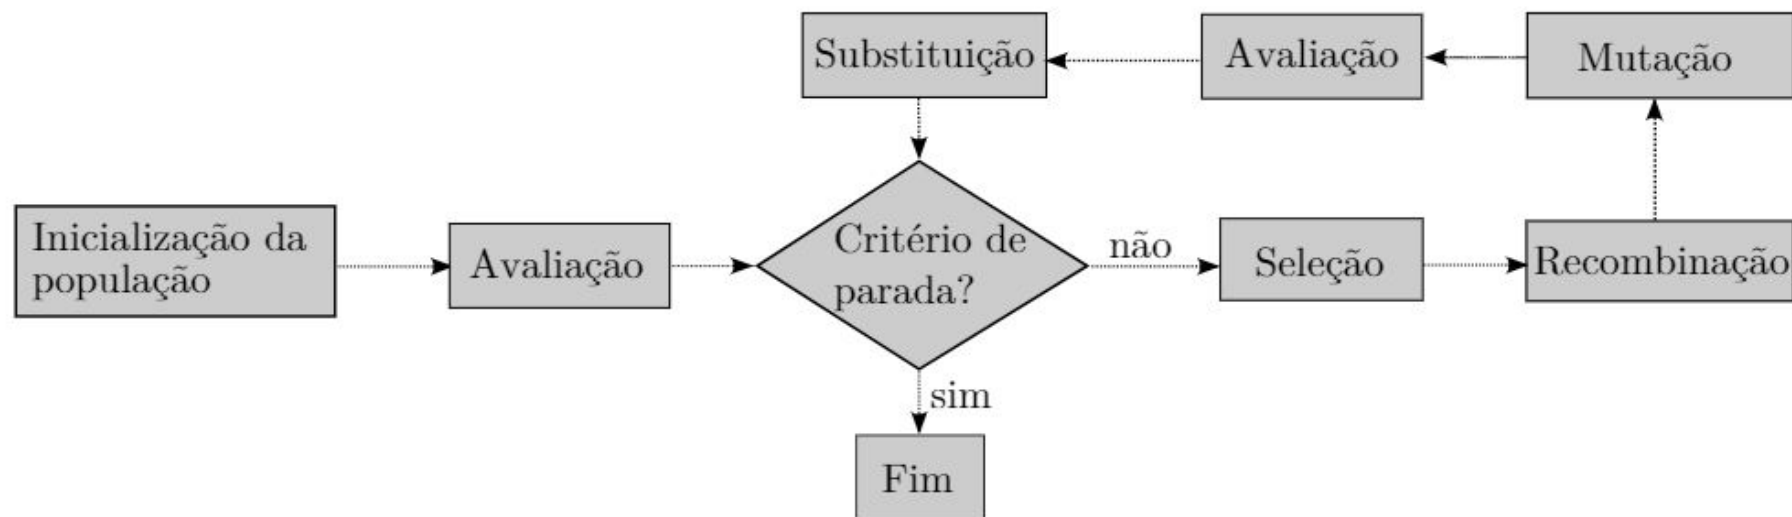 Substituição
Avaliação
Mutação
Inicialização da
população
Avaliação
Critério de
parada?
não
Seleção
Recombinação
sim
Fim